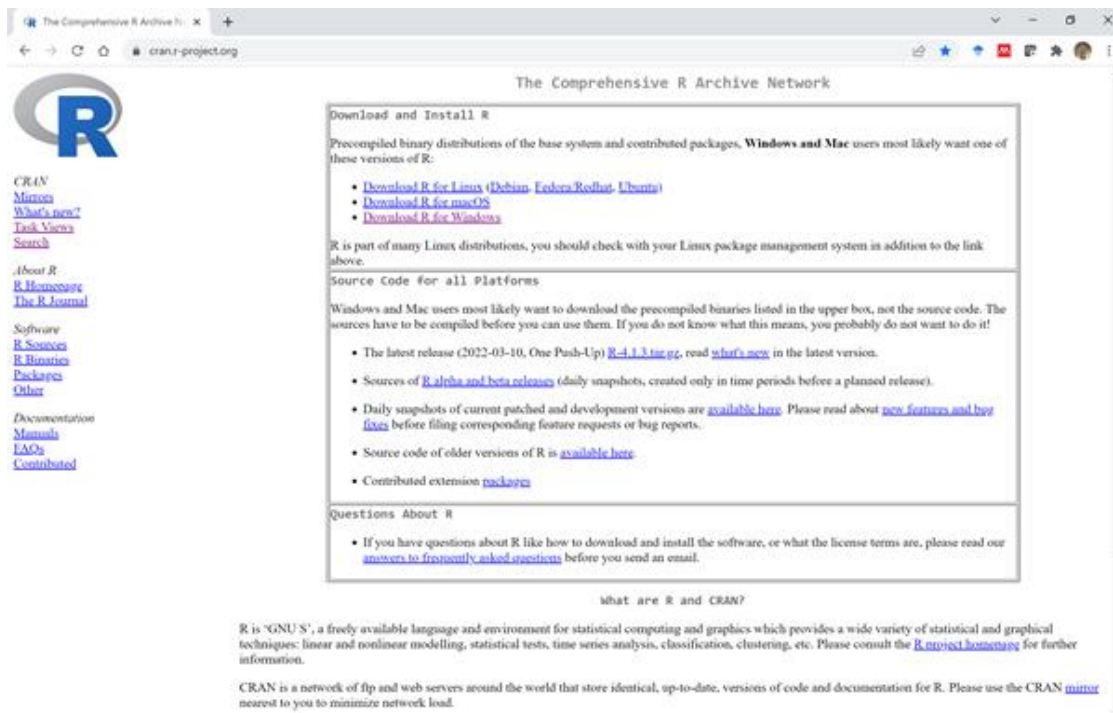 The Comprehensive R Archive N
cran.r-project.org
R
CRAN
Mirrors
What's new?
Task Views
Search
About R
R Homepage
The R Journal
Software
R Sources
R Binaries
Packages
Other
Documentation
Manuals
FAQs
Contributed
The Comprehensive R Archive Network
Download and Install R
Precompiled binary distributions of the base system and contributed packages, Windows and Mac users most likely want one of
these versions of R:
• Download R for Linux (Debian, Fedora/Redhat, Ubuntu)
• Download R for macOS
• Download R for Windows
R is part of many Linux distributions, you should check with your Linux package management system in addition to the link
above.
Source Code for all Platforms
Windows and Mac users most likely want to download the precompiled binaries listed in the upper box, not the source code. The
sources have to be compiled before you can use them. If you do not know what this means, you probably do not want to do it!
• The latest release (2022-03-10, One Push-Up) R-4.1.3.tar.gz, read what's new in the latest version.
• Sources of R alpha and beta releases (daily snapshots, created only in time periods before a planned release).
• Daily snapshots of current patched and development versions are available here. Please read about new features and bug
fixes before filing corresponding feature requests or bug reports.
• Source code of older versions of R is available here.
• Contributed extension packages
Questions About R
• If you have questions about R like how to download and install the software, or what the license terms are, please read our
answers to frequently asked questions before you send an email.
What are R and CRAN?
R is 'GNU S', a freely available language and environment for statistical computing and graphics which provides a wide variety of statistical and graphical
techniques: linear and nonlinear modelling, statistical tests, time series analysis, classification, clustering, etc. Please consult the R project homepage for further
information.
CRAN is a network of ftp and web servers around the world that store identical, up-to-date, versions of code and documentation for R. Please use the CRAN mirror
nearest to you to minimize network load.